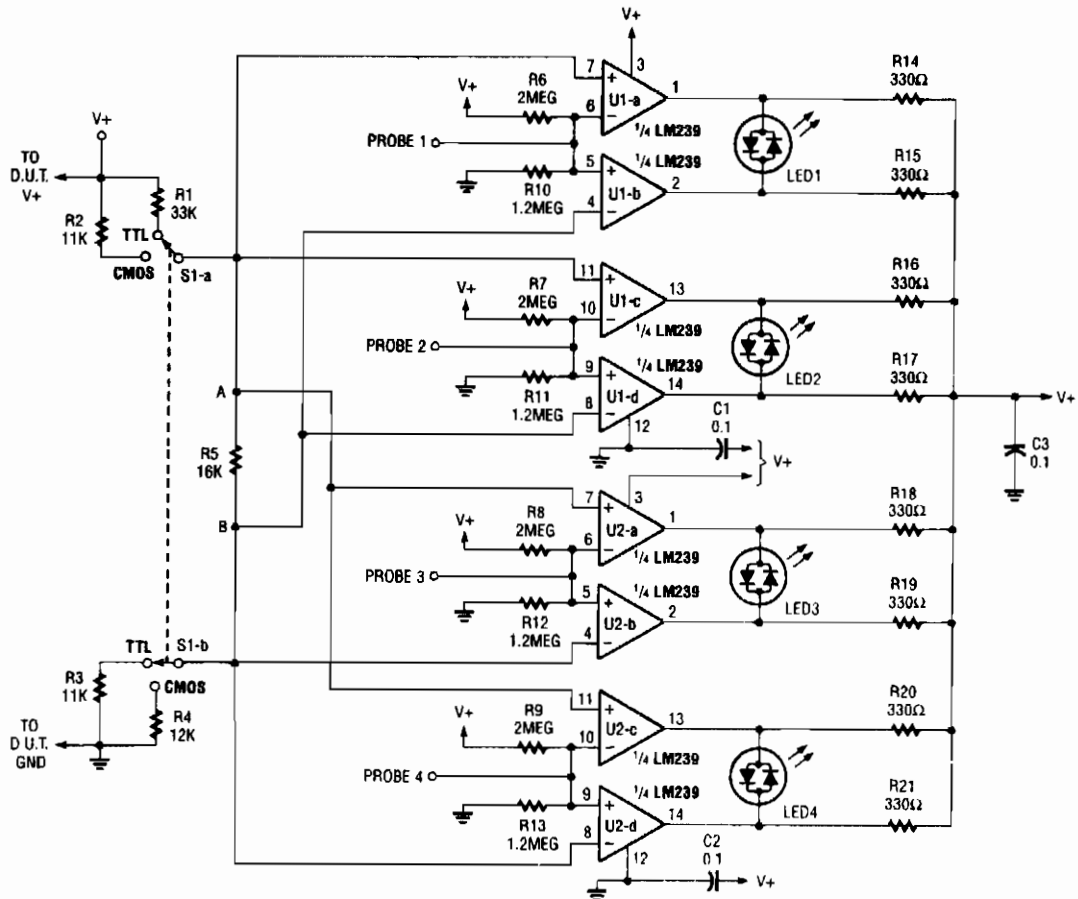 V+
TO
D.U.T.
V+
R1
33K
R2
11K
TTL
CMOS
S1-a
A
R5
16K
B
TTL
S1-b
CMOS
R3
11K
R4
12K
TO
D.U.T.
GND
V+
3
R6
2MEG
V+
7
+
6
−
U1-a
1
1/4 LM239
PROBE 1
1/4 LM239
R10
1.2MEG
5
+
4
−
U1-b
2
R14
330Ω
LED1
R15
330Ω
R7
2MEG
V+
11
+
10
−
U1-c
13
1/4 LM239
PROBE 2
1/4 LM239
R11
1.2MEG
9
+
8
−
U1-d
14
12
R16
330Ω
LED2
R17
330Ω
V+
C3
0.1
C1
0.1
V+
R8
2MEG
V+
7
+
6
−
3
U2-a
1
1/4 LM239
PROBE 3
1/4 LM239
R12
1.2MEG
5
+
4
−
U2-b
2
R18
330Ω
LED3
R19
330Ω
R9
2MEG
V+
11
+
10
−
U2-c
13
1/4 LM239
PROBE 4
1/4 LM239
R13
1.2MEG
9
+
8
−
U2-d
14
12
R20
330Ω
LED4
R21
330Ω
C2
0.1
V+